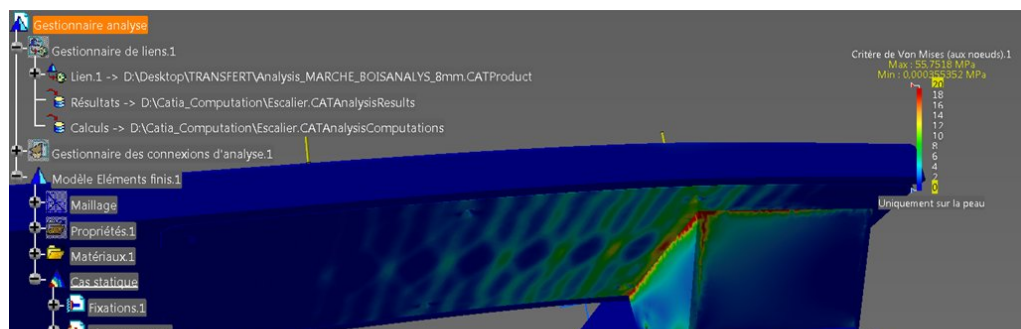 Gestionnaire analyse
Gestionnaire de liens.1
Lien.1 -> D:\Desktop\TRANSFERT\Analysis_MARCHE_BOISANALYS_8mm.CATProduct
Résultats -> D:\Catia_Computation\Escalier.CATAnalysisResults
Calculs -> D:\Catia_Computation\Escalier.CATAnalysisComputations
Gestionnaire des connexions d'analyse.1
Modèle Eléments finis.1
Maillage
Propriétés.1
Matériaux.1
Cas statique
Fixations.1
Critère de Von Mises (aux noeuds).1
Max : 55,7518 MPa
Min : 0,000355352 MPa
20
18
16
14
12
10
8
6
4
2
0
Uniquement sur la peau